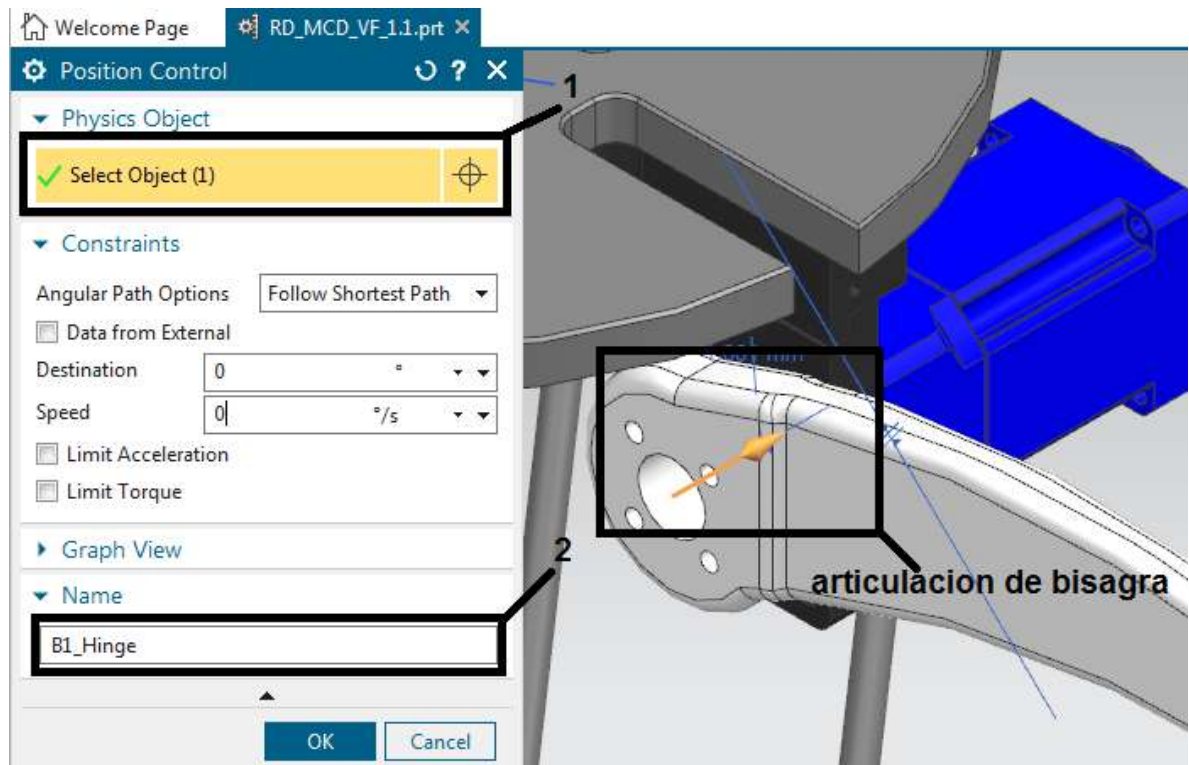 Welcome Page
RD_MCD_VF_1.1.prt
Position Control
?
1
Physics Object
Select Object (1)
Constraints
Angular Path Options Follow Shortest Path
Data from External
Destination 0 °
Speed 0 °/s
Limit Acceleration
Limit Torque
Graph View
2
Name
articulacion de bisagra
B1_Hinge
OK Cancel
mm